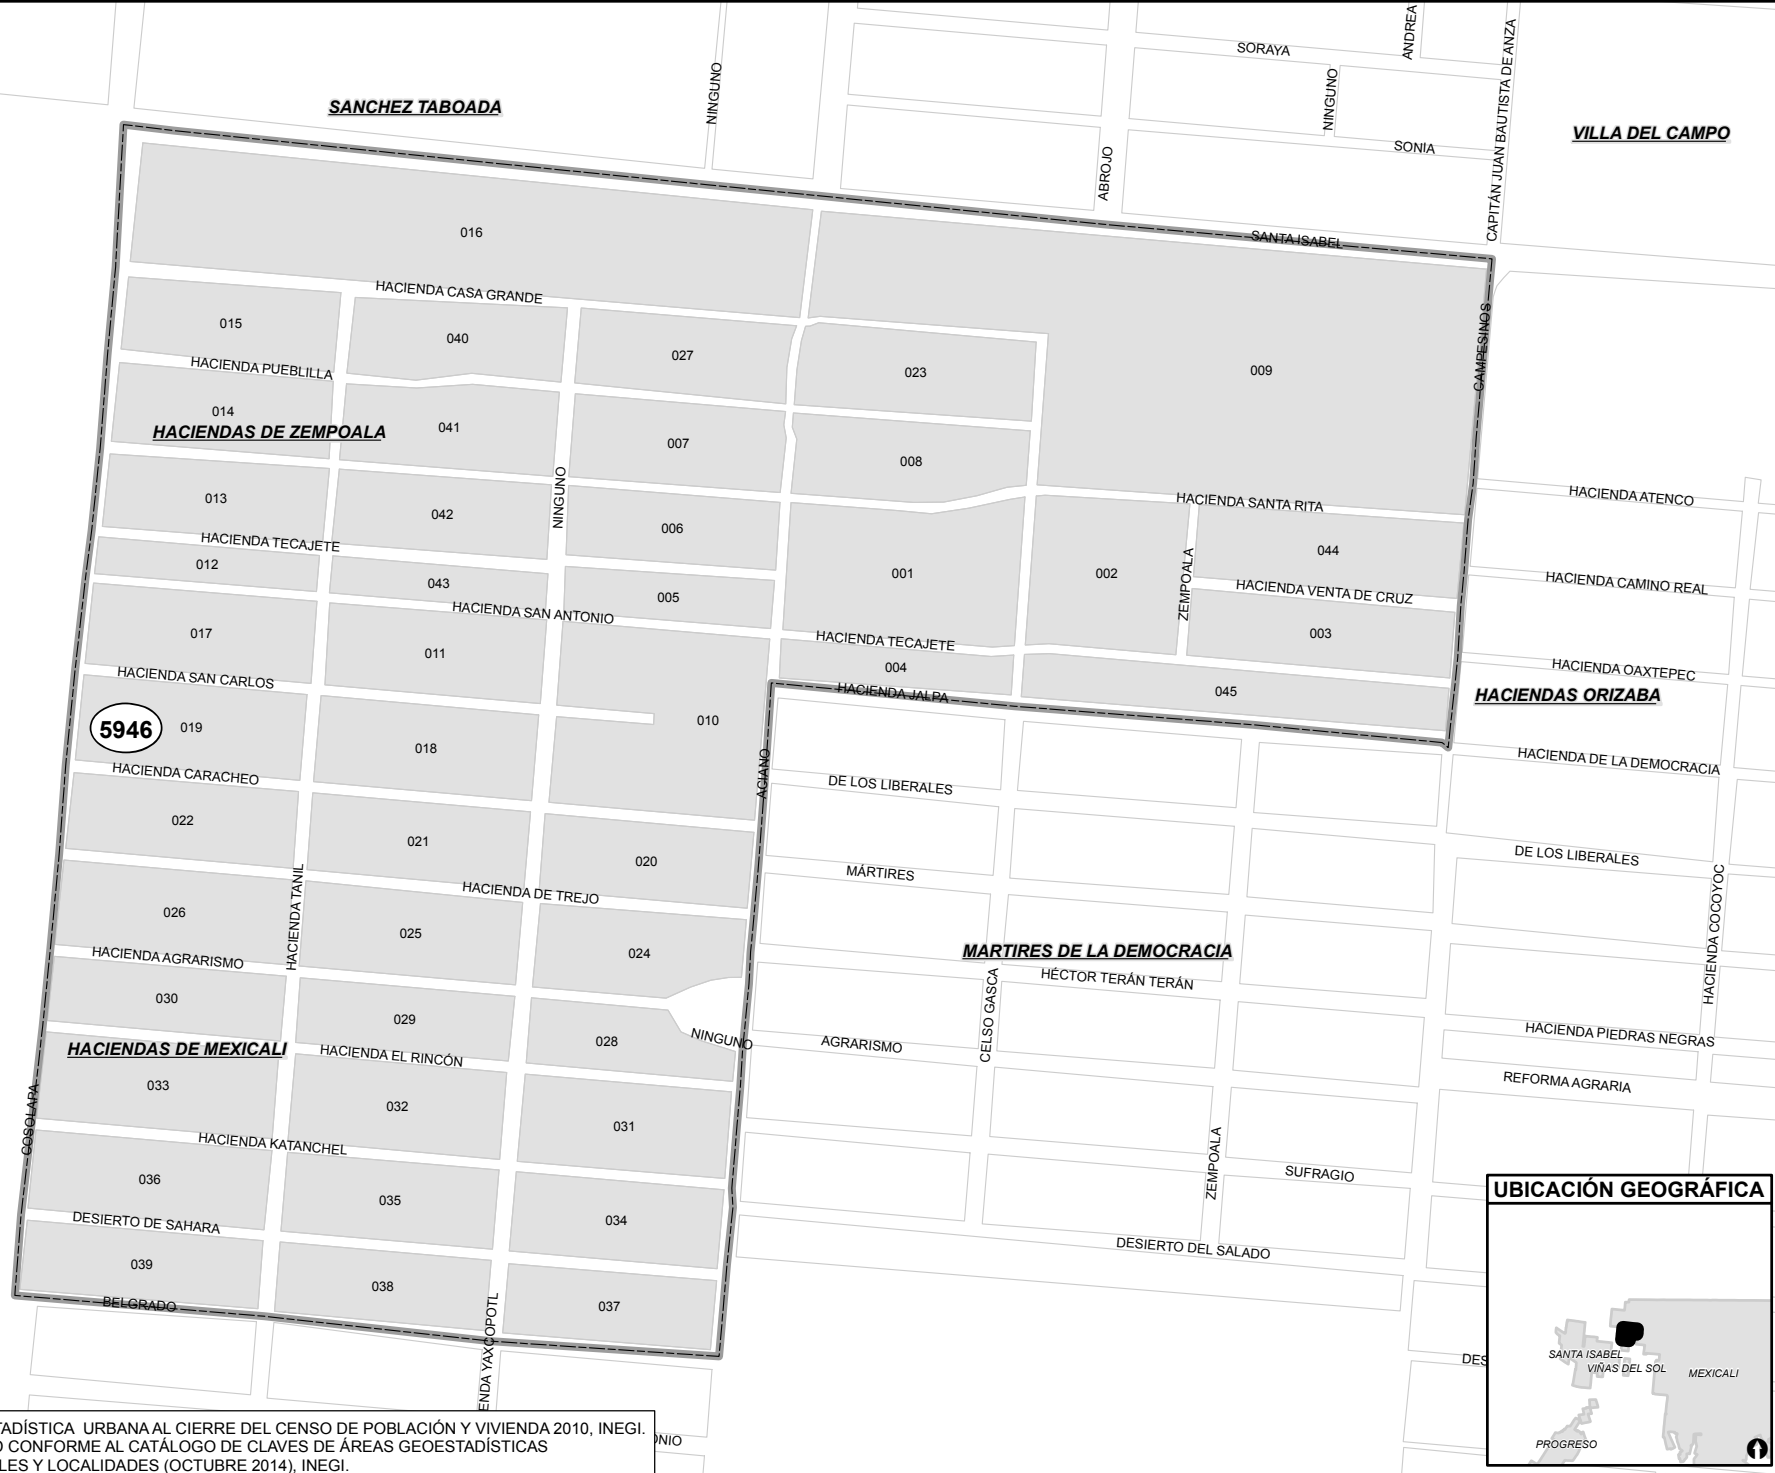 ANDREA
SORAYA
CAPITÁN JUAN BAUTISTA DE ANZA
NINGUNO
NINGUNO
SANCHEZ TABOADA
VILLA DEL CAMPO
SONIA
ABROJO
016
SANTA ISABEL
HACIENDA CASA GRANDE
015
040
027
023
009
CAMPESINOS
HACIENDA PUEBLILLA
014
HACIENDAS DE ZEMPOALA
041
007
008
013
042
NINGUNO
006
HACIENDA SANTA RITA
HACIENDA ATENCO
HACIENDA TECAJETE
012
043
005
001
002
ZEMPOALA
044
HACIENDA VENTA DE CRUZ
HACIENDA CAMINO REAL
HACIENDA SAN ANTONIO
017
011
HACIENDA TECAJETE
003
004
HACIENDA OAXTEPEC
HACIENDA SAN CARLOS
HACIENDA JALPA
045
HACIENDAS ORIZABA
5946
019
018
010
ACIANO
HACIENDA DE LA DEMOCRACIA
HACIENDA CARACHEO
DE LOS LIBERALES
022
021
020
DE LOS LIBERALES
MÁRTIRES
HACIENDA TANIL
HACIENDA DE TREJO
026
025
024
HACIENDA COCOYOC
MARTIRES DE LA DEMOCRACIA
HACIENDA AGRARISMO
HÉCTOR TERÁN TERÁN
CELSO GASCA
030
029
028
NINGUNO
AGRARISMO
HACIENDA PIEDRAS NEGRAS
HACIENDAS DE MEXICALI
HACIENDA EL RINCÓN
REFORMA AGRARIA
033
032
031
COSOLAPA
HACIENDA KATANCHEL
ZEMPOALA
SUFRAGIO
036
035
034
DESIERTO DE SAHARA
DESIERTO DEL SALADO
039
038
037
BELGRADO
ENDA YAXCOPOTL
DES
UBICACIÓN GEOGRÁFICA
SANTA ISABEL
VIÑAS DEL SOL
MEXICALI
PROGRESO
TADÍSTICA URBANA AL CIERRE DEL CENSO DE POBLACIÓN Y VIVIENDA 2010, INEGI.
O CONFORME AL CATÁLOGO DE CLAVES DE ÁREAS GEOESTADÍSTICAS
LES Y LOCALIDADES (OCTUBRE 2014), INEGI.
ONIO